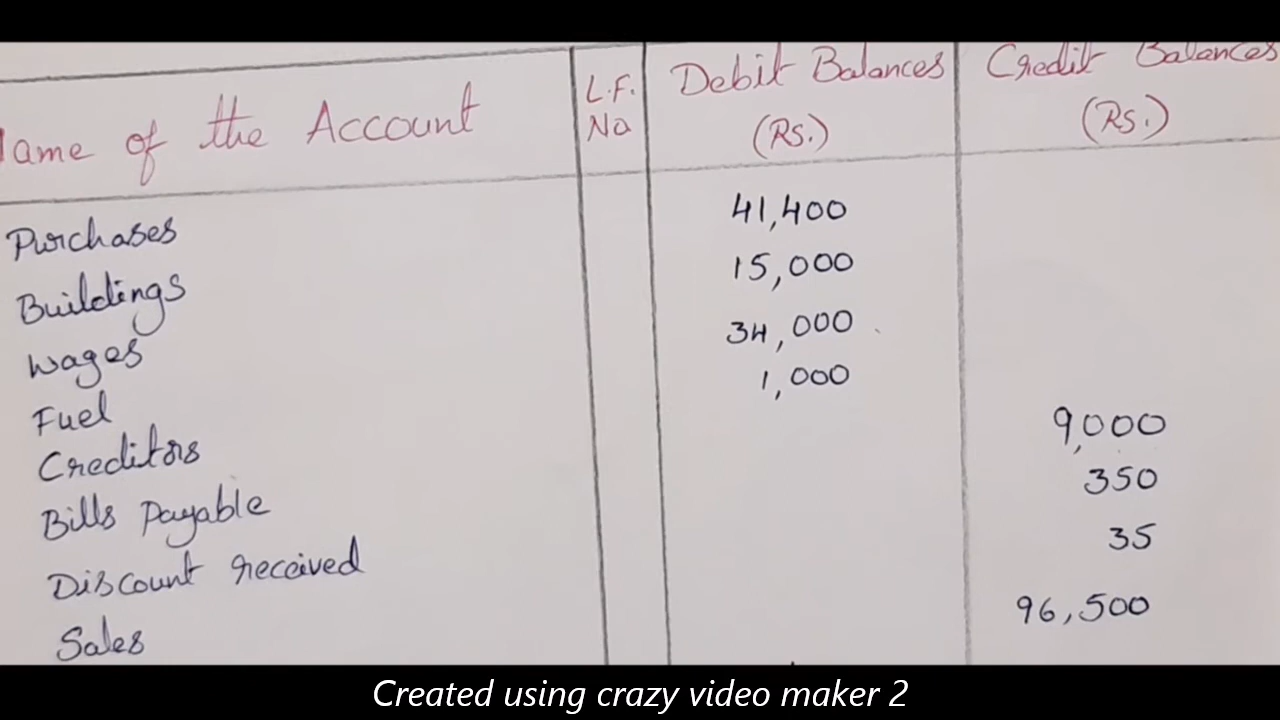 Name of the Account L.F. No Debit Balances (Rs.) Credit Balances (Rs.)
Purchases 41,400
Buildings 15,000
Wages 34,000
Fuel 1,000
Creditors 9,000
Bills Payable 350
Discount received 35
Sales 96,500
Created using crazy video maker 2